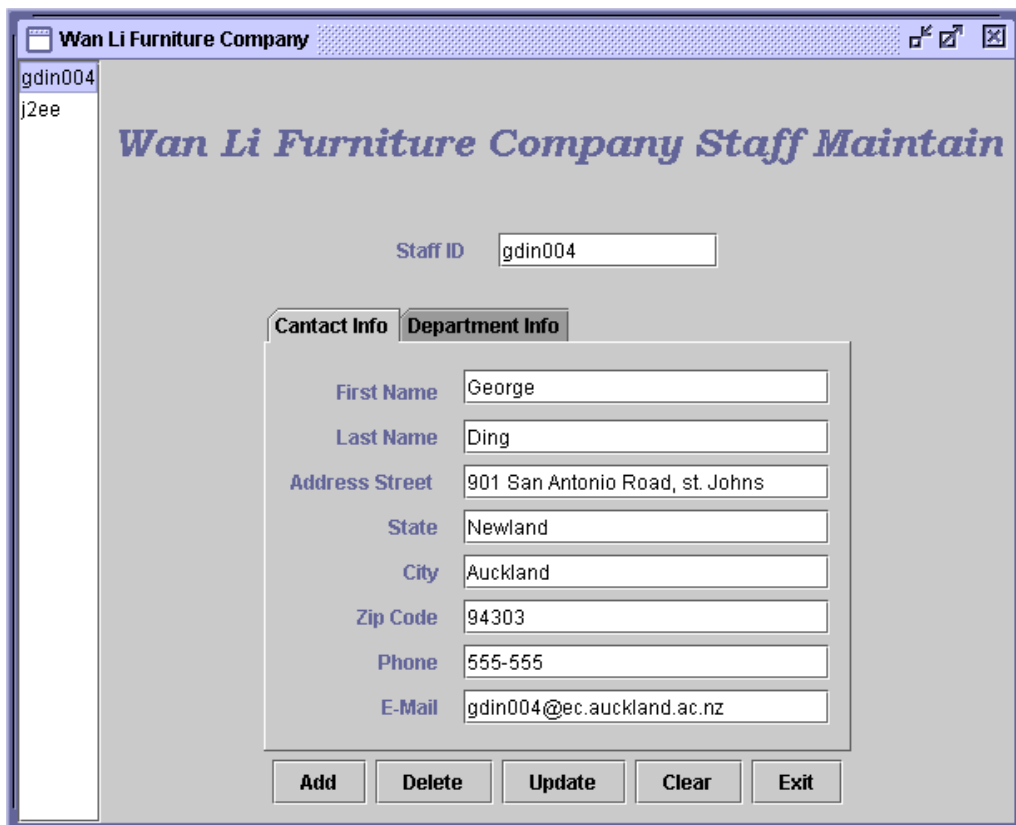 Wan Li Furniture Company
gdin004
j2ee
Wan Li Furniture Company Staff Maintain
Staff ID gdin004
Cantact Info Department Info
First Name George
Last Name Ding
Address Street 901 San Antonio Road, st. Johns
State Newland
City Auckland
Zip Code 94303
Phone 555-555
E-Mail gdin004@ec.auckland.ac.nz
Add Delete Update Clear Exit